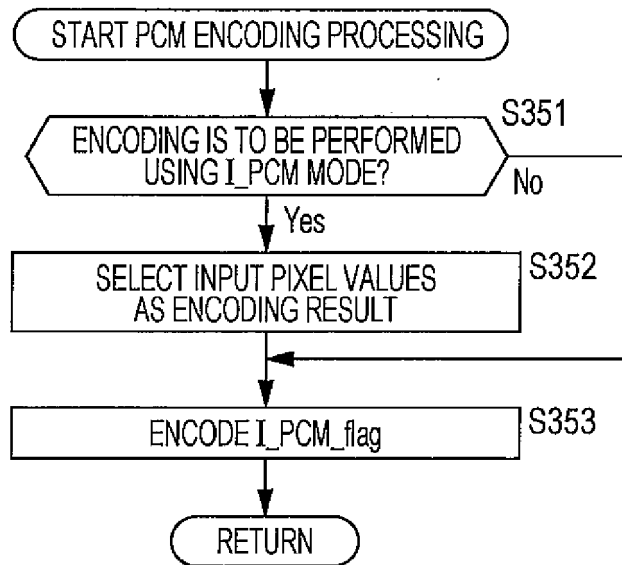 START PCM ENCODING PROCESSING
S351
ENCODING IS TO BE PERFORMED
USING I_PCM MODE?
No
Yes
S352
SELECT INPUT PIXEL VALUES
AS ENCODING RESULT
S353
ENCODE I_PCM_flag
RETURN